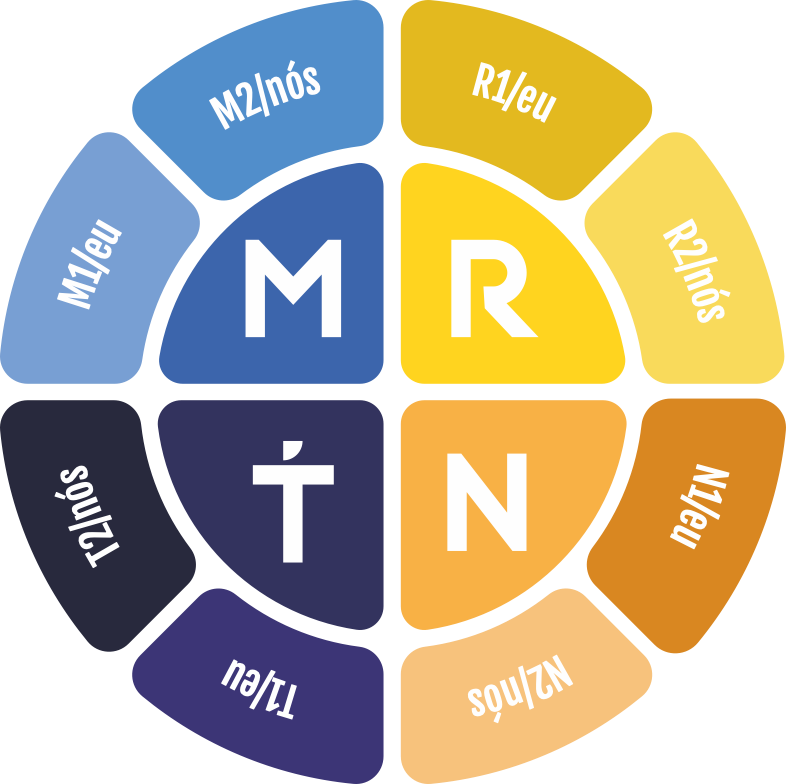 M2/nós
R1/eu
M1/eu
R2/nós
M
R
T
N
T2/nós
N1/eu
T1/eu
N2/nós